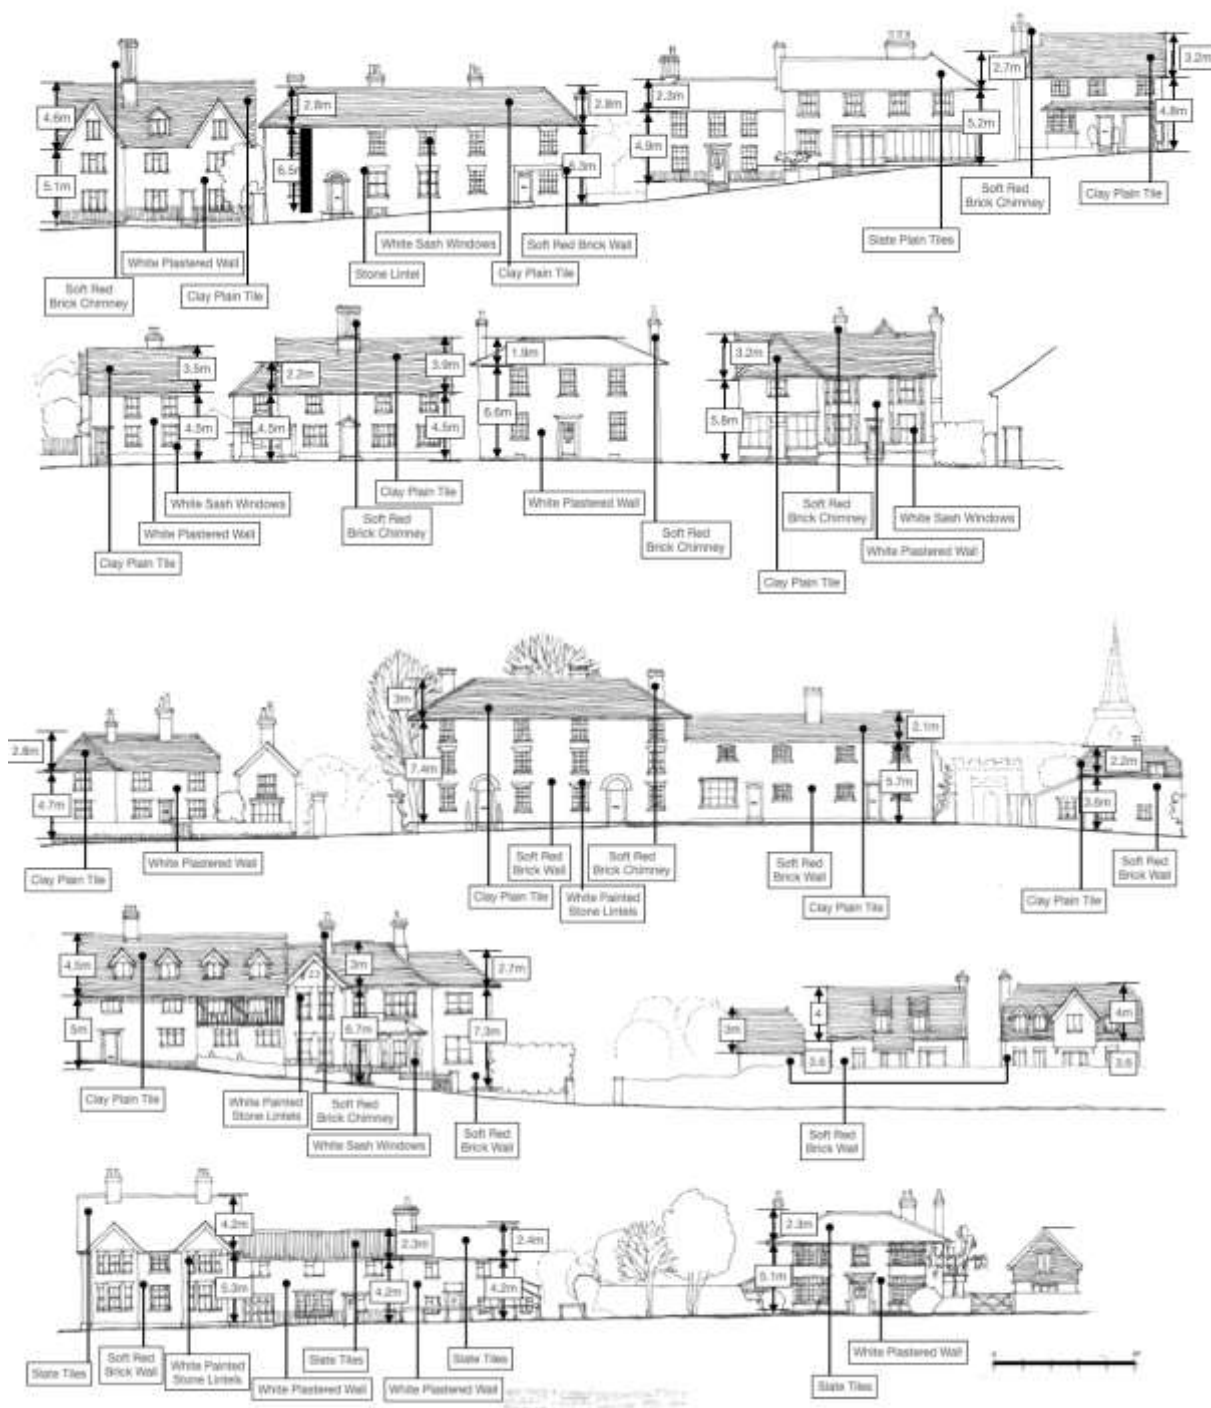 3.2m
2.7m
4.6m
2.8m
2.8m
2.3m
5.2m
4.8m
4.9m
5.1m
6.3m
Soft Red
Brick Chimney
Clay Plain Tile
Slate Plain Tiles
White Sash Windows
Soft Red Brick Wall
White Plastered Wall
Stone Lintel
Clay Plain Tile
Soft Red
Brick Chimney
Clay Plain Tile
3.5m
2.2m
3.9m
1.9m
3.2m
4.5m
4.5m
4.5m
6.6m
5.8m
Clay Plain Tile
White Sash Windows
White Plastered Wall
Soft Red
Brick Chimney
White Plastered Wall
Soft Red
Brick Chimney
Soft Red
Brick Chimney
White Sash Windows
White Plastered Wall
Clay Plain Tile
Clay Plain Tile
3m
2.8m
2.1m
2.2m
7.4m
5.7m
4.7m
3.6m
White Plastered Wall
Clay Plain Tile
Soft Red
Brick Wall
Soft Red
Brick Chimney
Soft Red
Brick Wall
Soft Red
Brick Wall
Clay Plain Tile
White Painted
Stone Lintels
Clay Plain Tile
Clay Plain Tile
4.5m
3m
2.7m
5m
6.7m
7.3m
3m
4
4m
3.6
3.6
Clay Plain Tile
White Painted
Stone Lintels
Soft Red
Brick Chimney
White Sash Windows
Soft Red
Brick Wall
Soft Red
Brick Wall
4.2m
2.3m
2.4m
2.3m
5.3m
4.2m
4.2m
5.1m
Slate Tiles
Soft Red
Brick Wall
White Painted
Stone Lintels
Slate Tiles
Slate Tiles
White Plastered Wall
White Plastered Wall
White Plastered Wall
Slate Tiles
0